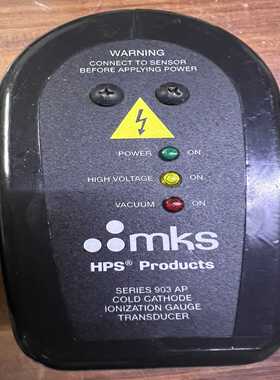 WARNING
CONNECT TO SENSOR
BEFORE APPLYING POWER
POWER ON
HIGH VOLTAGE ON
VACUUM ON
mks
HPS® Products
SERIES 903 AP
COLD CATHODE
IONIZATION GAUGE
TRANSDUCER